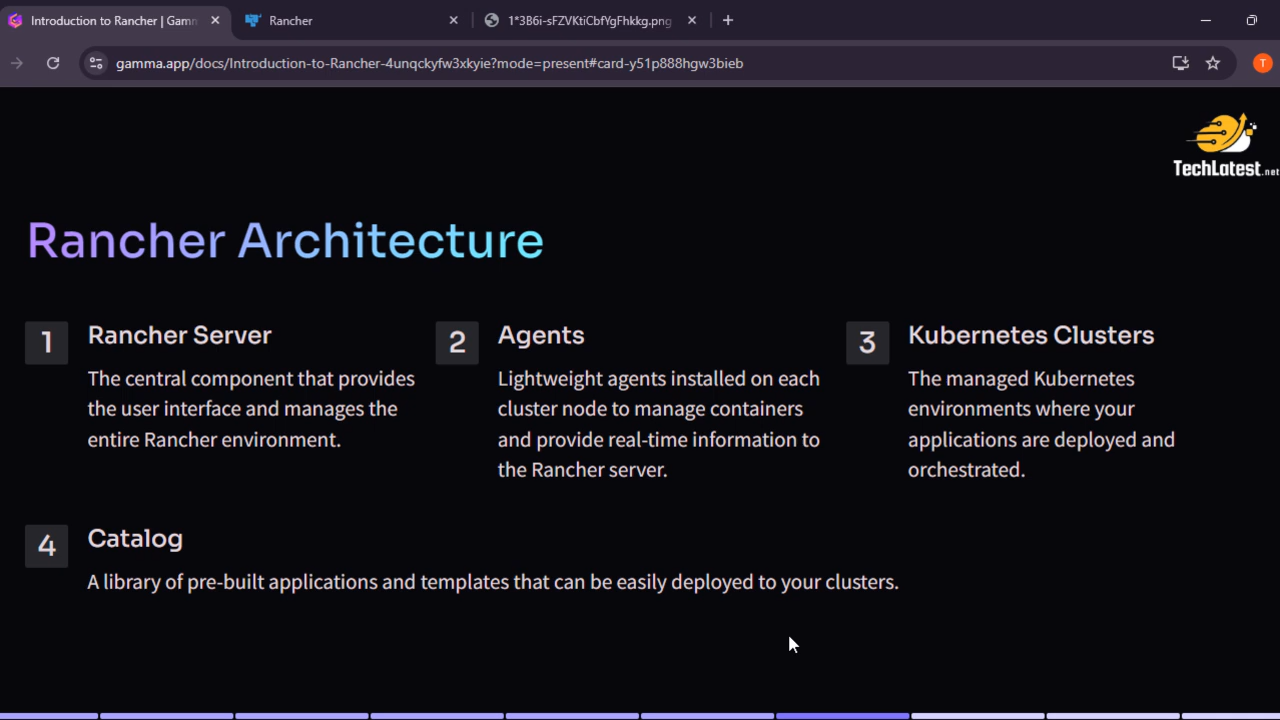 Introduction to Rancher | Gamm
Rancher
1*3B6i-sFZVKtiCbfYgFhkkg.png
gamma.app/docs/Introduction-to-Rancher-4unqckyfw3xkyie?mode=present#card-y51p888hgw3bieb
T
TechLatest.net
Rancher Architecture
1
Rancher Server
The central component that provides
the user interface and manages the
entire Rancher environment.
2
Agents
Lightweight agents installed on each
cluster node to manage containers
and provide real-time information to
the Rancher server.
3
Kubernetes Clusters
The managed Kubernetes
environments where your
applications are deployed and
orchestrated.
4
Catalog
A library of pre-built applications and templates that can be easily deployed to your clusters.